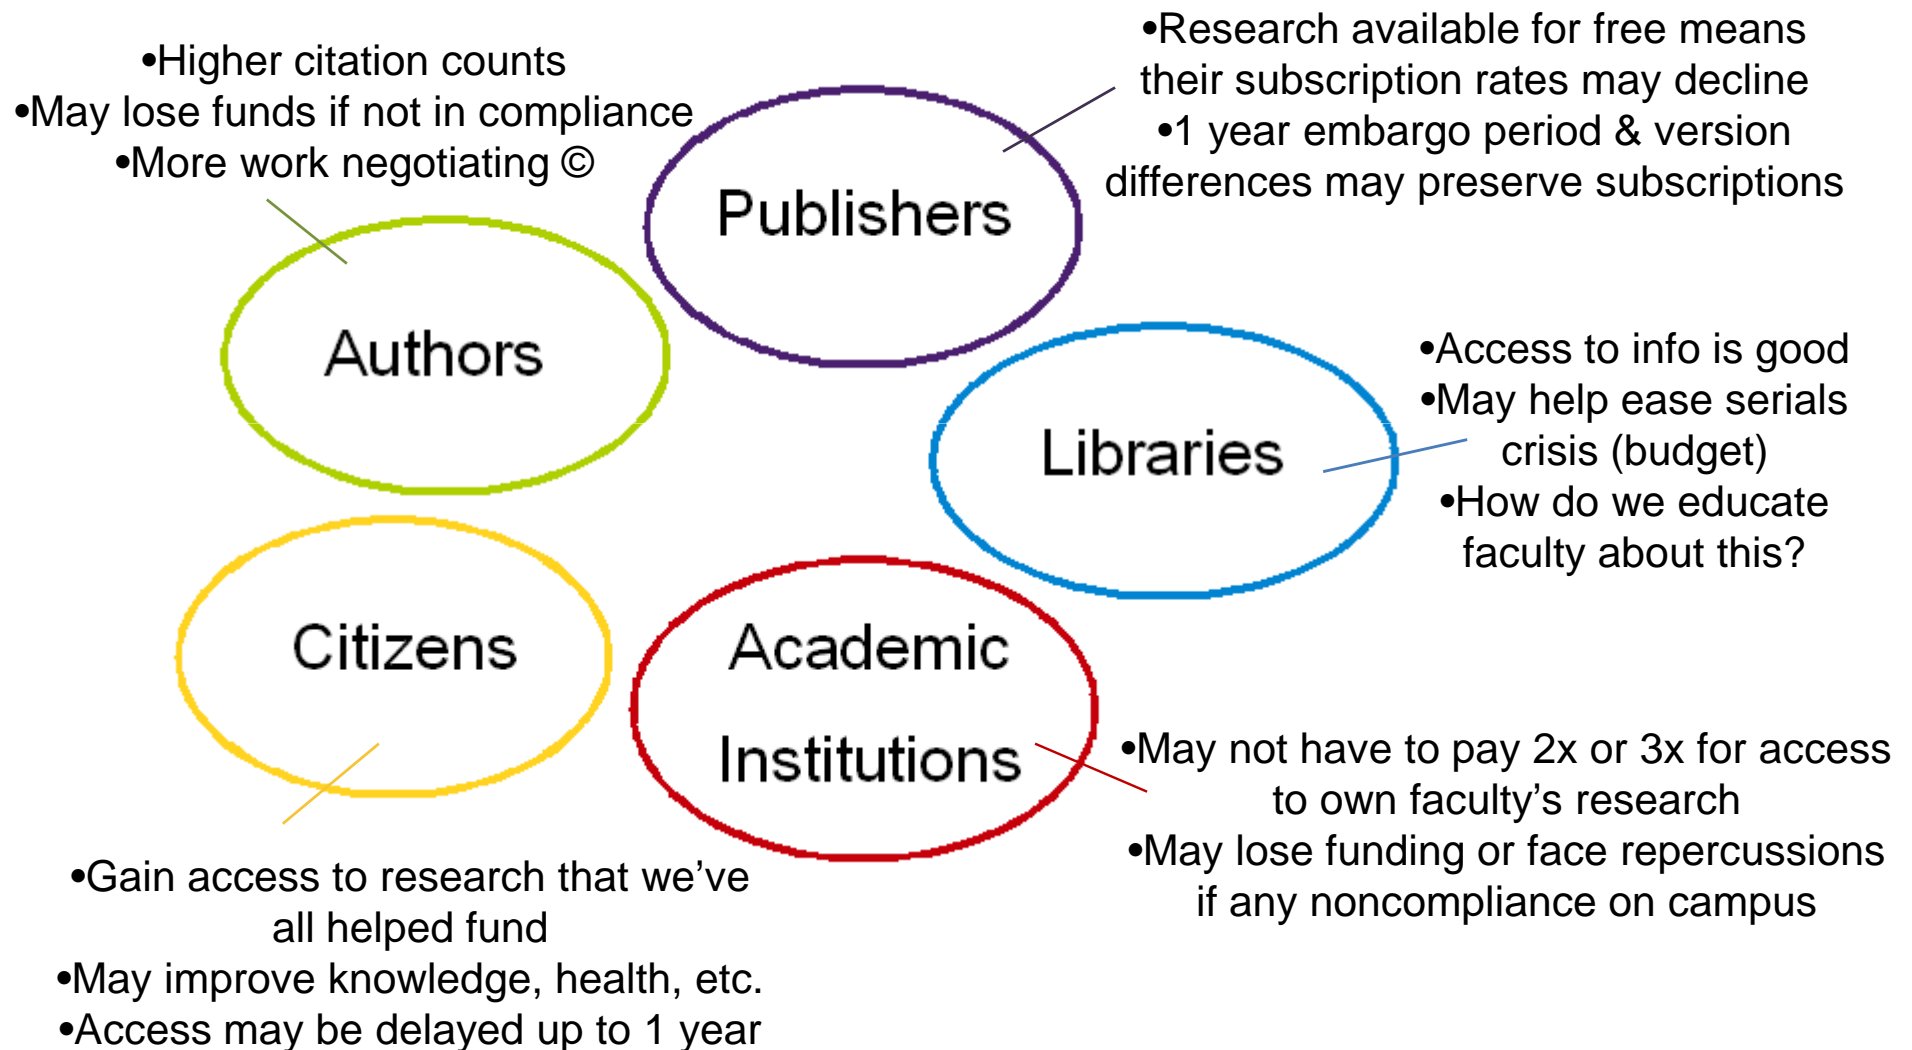 •Higher citation counts
•May lose funds if not in compliance
•More work negotiating ©
•Research available for free means
their subscription rates may decline
•1 year embargo period & version
differences may preserve subscriptions
Publishers
Authors
Libraries
•Access to info is good
•May help ease serials
crisis (budget)
•How do we educate
faculty about this?
Citizens
Academic
Institutions
•May not have to pay 2x or 3x for access
to own faculty’s research
•May lose funding or face repercussions
if any noncompliance on campus
•Gain access to research that we’ve
all helped fund
•May improve knowledge, health, etc.
•Access may be delayed up to 1 year